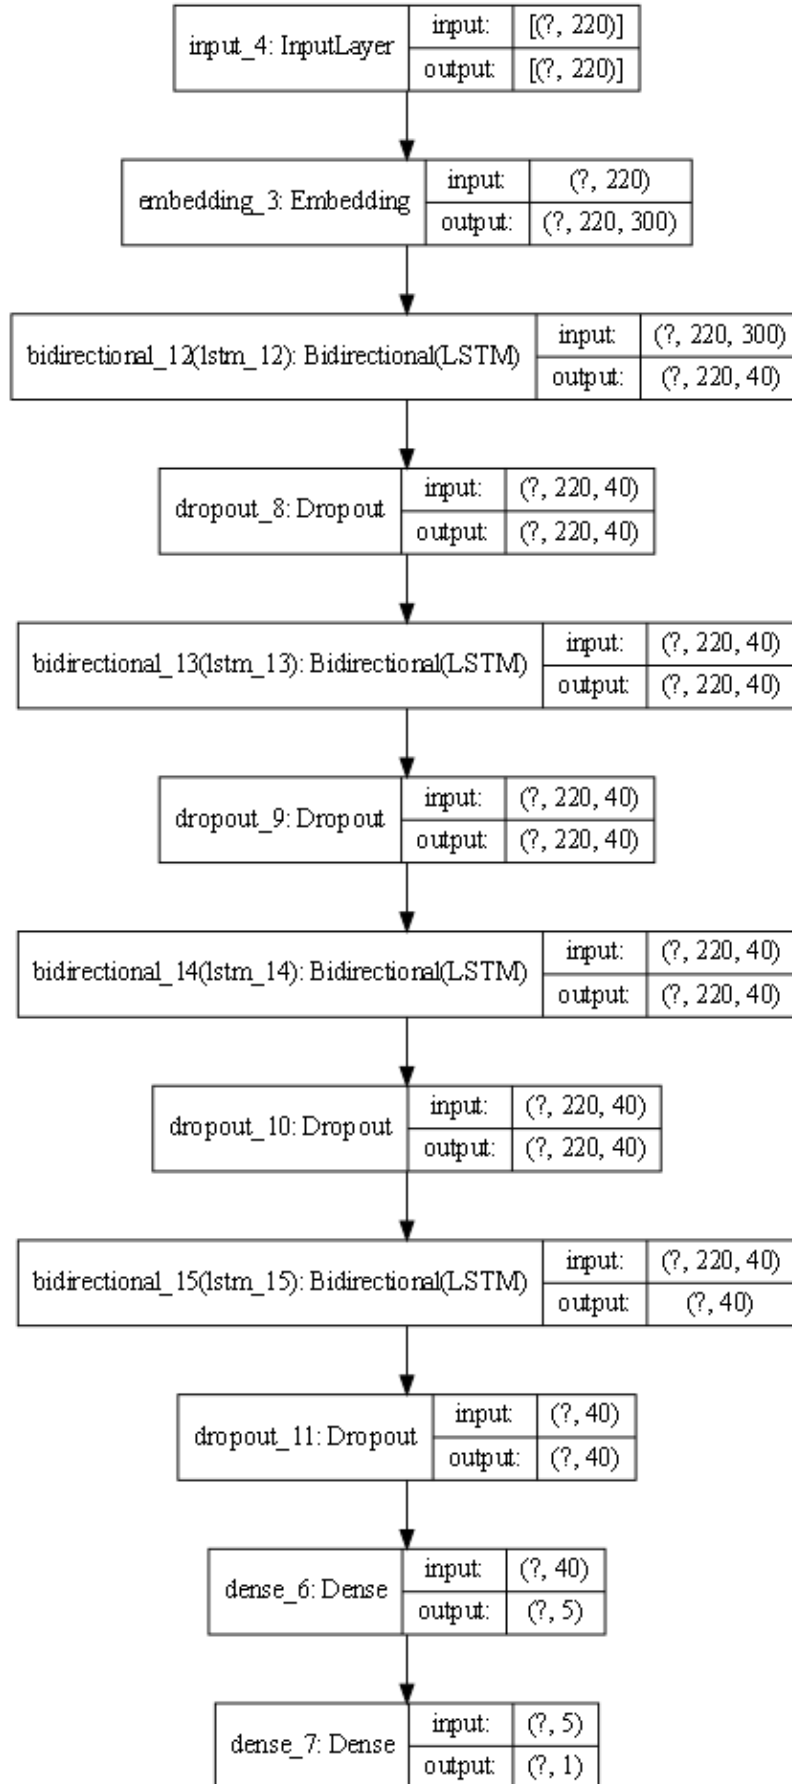 input_4: InputLayer
input: [(?, 220)]
output: [(?, 220)]
embedding_3: Embedding
input: (?, 220)
output: (?, 220, 300)
bidirectional_12(lstm_12): Bidirectional(LSTM)
input: (?, 220, 300)
output: (?, 220, 40)
dropout_8: Dropout
input: (?, 220, 40)
output: (?, 220, 40)
bidirectional_13(lstm_13): Bidirectional(LSTM)
input: (?, 220, 40)
output: (?, 220, 40)
dropout_9: Dropout
input: (?, 220, 40)
output: (?, 220, 40)
bidirectional_14(lstm_14): Bidirectional(LSTM)
input: (?, 220, 40)
output: (?, 220, 40)
dropout_10: Dropout
input: (?, 220, 40)
output: (?, 220, 40)
bidirectional_15(lstm_15): Bidirectional(LSTM)
input: (?, 220, 40)
output: (?, 40)
dropout_11: Dropout
input: (?, 40)
output: (?, 40)
dense_6: Dense
input: (?, 40)
output: (?, 5)
dense_7: Dense
input: (?, 5)
output: (?, 1)